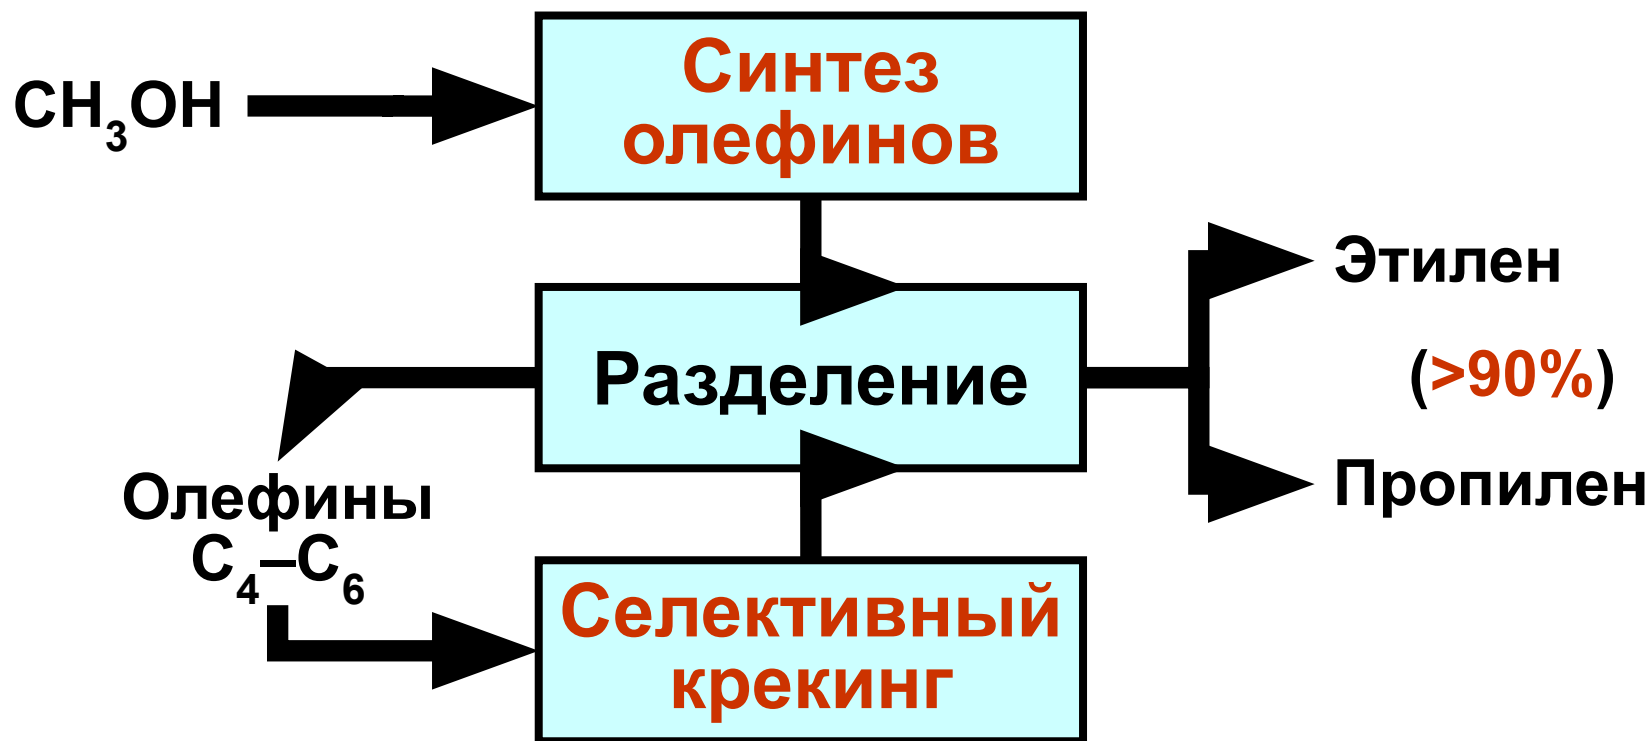 CH₃OH
Синтез
олефинов
Этилен
Разделение
(>90%)
Олефины
C₄–C₆
Пропилен
Селективный
крекинг